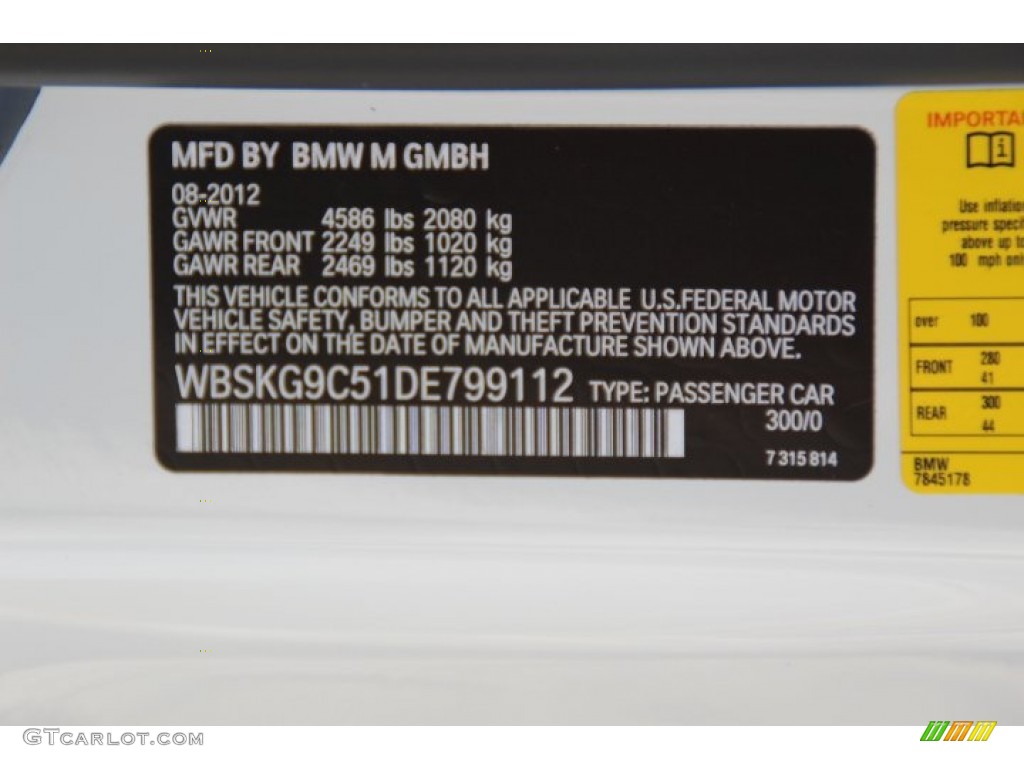 MFD BY BMW M GMBH
08-2012
GVWR 4586 lbs 2080 kg
GAWR FRONT 2249 lbs 1020 kg
GAWR REAR 2469 lbs 1120 kg
THIS VEHICLE CONFORMS TO ALL APPLICABLE U.S.FEDERAL MOTOR
VEHICLE SAFETY, BUMPER AND THEFT PREVENTION STANDARDS
IN EFFECT ON THE DATE OF MANUFACTURE SHOWN ABOVE.
WBSKG9C51DE799112 TYPE: PASSENGER CAR
300/0
7 315 814
IMPORTA
i
Use inflatio
pressure speci
above up to
100 mph onl
over 100
FRONT 280
41
REAR 300
44
BMW
7845178
GTCARLOT.COM